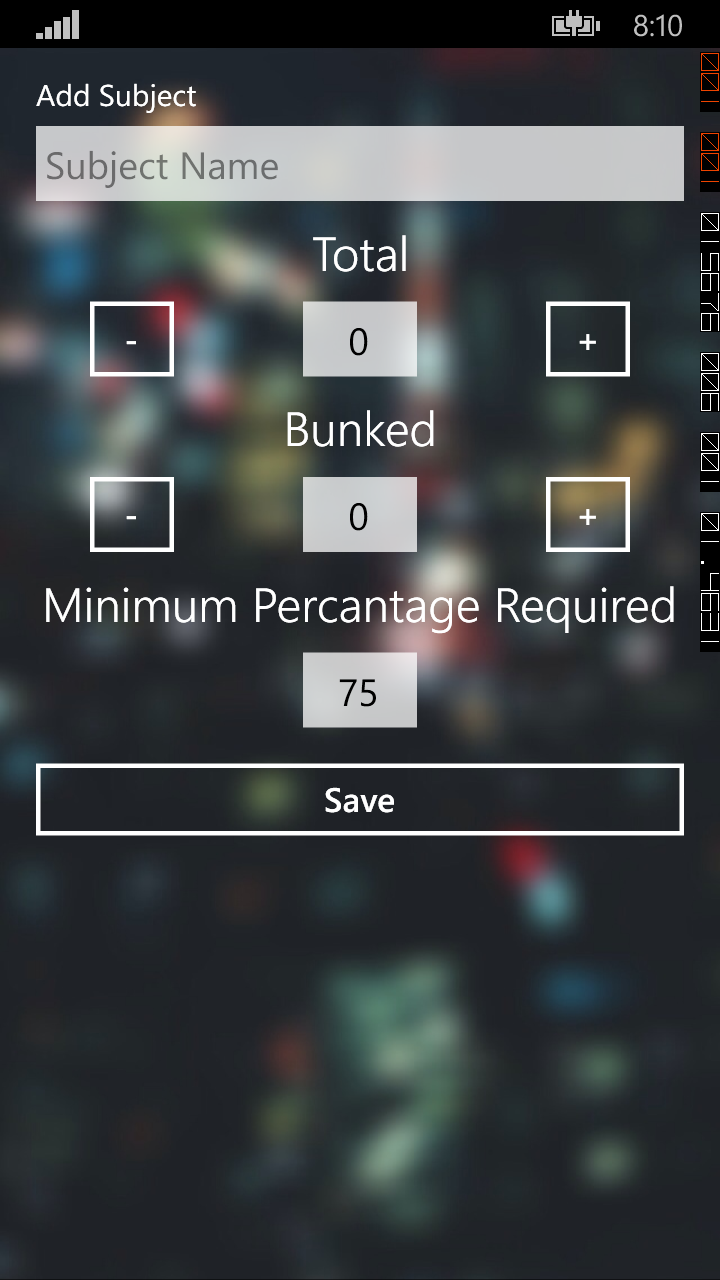 8:10
Add Subject
Subject Name
Total
- 0 +
Bunked
- 0 +
Minimum Percantage Required
75
Save